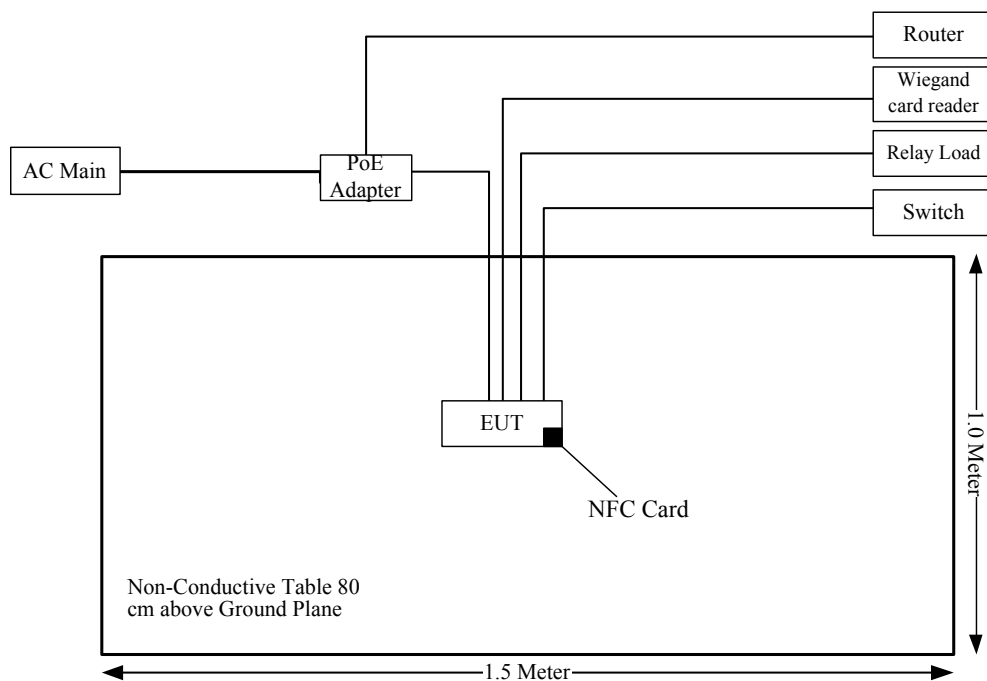 Router
Wiegand
card reader
AC Main
PoE
Adapter
Relay Load
Switch
EUT
NFC Card
1.0 Meter
Non-Conductive Table 80
cm above Ground Plane
1.5 Meter